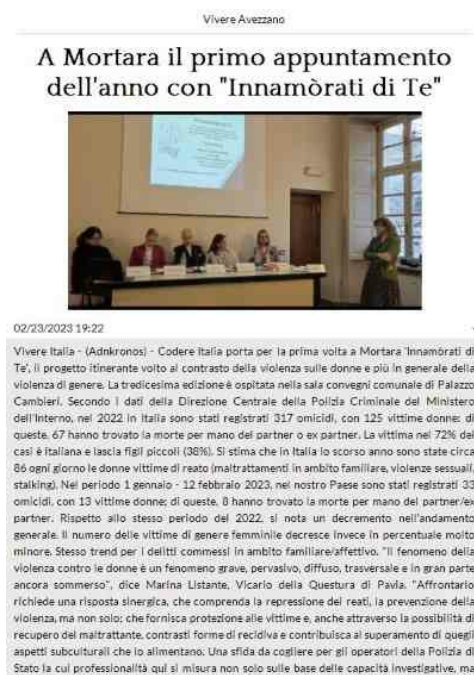 Vivere Avezzano
A Mortara il primo appuntamento
dell'anno con "Innamòrati di Te"
02/23/2023 19:22
Vivere Italia - (Adnkronos) - Codere Italia porta per la prima volta a Mortara 'Innamòrati di
Te', il progetto itinerante volto al contrasto della violenza sulle donne e più in generale della
violenza di genere. La tredicesima edizione è ospitata nella sala convegni comunale di Palazzo
Cambieri. Secondo i dati della Direzione Centrale della Polizia Criminale del Ministero
dell'Interno, nel 2022 in Italia sono stati registrati 317 omicidi, con 125 vittime donne: di
queste, 67 hanno trovato la morte per mano del partner o ex partner. La vittima nel 72% dei
casi è italiana e lascia figli piccoli (38%). Si stima che in Italia lo scorso anno sono state circa
86 ogni giorno le donne vittime di reato (maltrattamenti in ambito familiare, violenze sessuali,
stalking). Nel periodo 1 gennaio - 12 febbraio 2023, nel nostro Paese sono stati registrati 33
omicidi, con 13 vittime donne; di queste, 8 hanno trovato la morte per mano del partner/ex
partner. Rispetto allo stesso periodo del 2022, si nota un decremento nell'andamento
generale. Il numero delle vittime di genere femminile decresce invece in percentuale molto
minore. Stesso trend per i delitti commessi in ambito familiare/affettivo. "Il fenomeno della
violenza contro le donne è un fenomeno grave, pervasivo, diffuso, trasversale e in gran parte
ancora sommerso", dice Marina Listante, Vicario della Questura di Pavia. "Affrontarlo
richiede una risposta sinergica, che comprenda la repressione dei reati, la prevenzione della
violenza, ma non solo; che fornisca protezione alle vittime e, anche attraverso la possibilità di
recupero del maltrattante, contrasti forme di recidiva e contribuisca al superamento di quegli
aspetti subculturali che lo alimentano. Una sfida da cogliere per gli operatori della Polizia di
Stato la cui professionalità qui si misura non solo sulle base delle capacità investigative, ma